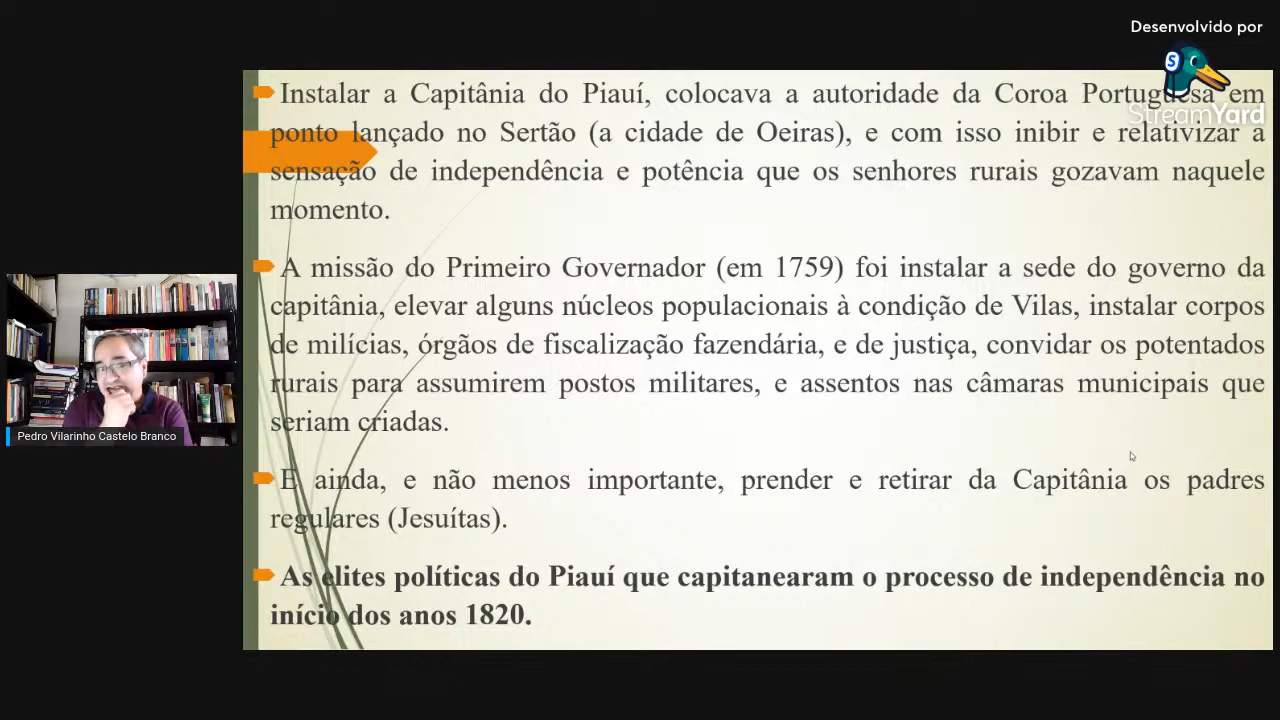 Desenvolvido por
StreamYard
Instalar a Capitânia do Piauí, colocava a autoridade da Coroa Portuguesa em
ponto lançado no Sertão (a cidade de Oeiras), e com isso inibir e relativizar a
sensação de independência e potência que os senhores rurais gozavam naquele
momento.
A missão do Primeiro Governador (em 1759) foi instalar a sede do governo da
capitânia, elevar alguns núcleos populacionais à condição de Vilas, instalar corpos
de milícias, órgãos de fiscalização fazendária, e de justiça, convidar os potentados
rurais para assumirem postos militares, e assentos nas câmaras municipais que
seriam criadas.
E ainda, e não menos importante, prender e retirar da Capitânia os padres
regulares (Jesuítas).
As elites políticas do Piauí que capitanearam o processo de independência no
início dos anos 1820.
Pedro Vilarinho Castelo Branco